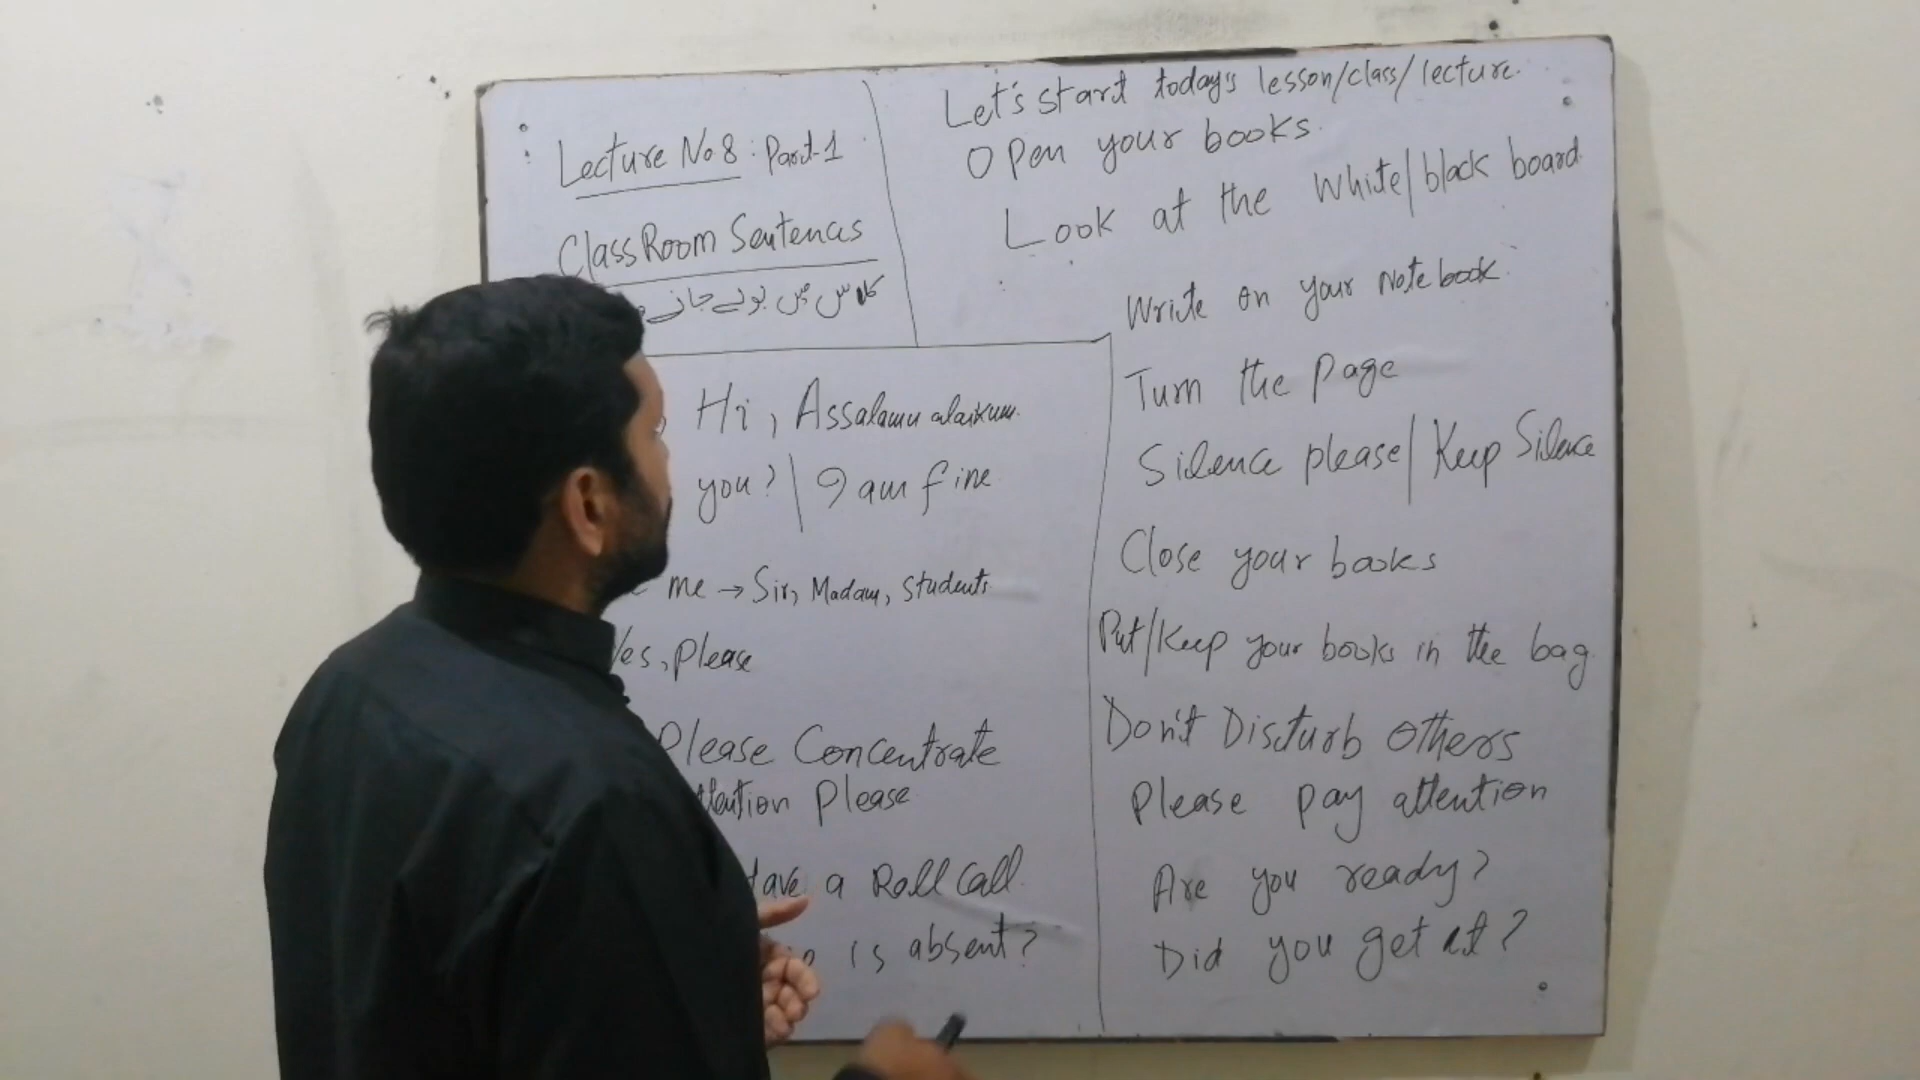 Lecture No 8 : Part-1
ClassRoom Sentences
کلاس میں بولے جانے
Hi, Assalamu alaikum.
you? | I am fine
me → Sir, Madam, Students
Yes, Please
Please Concentrate
Attention Please
Have a Roll Call
is absent?
Let's start today's lesson/class/lecture.
Open your books.
Look at the White/black board
Write on your Notebook.
Turn the Page
Silence please/Keep Silence
Close your books
Put/Keep your books in the bag
Don't Disturb Others
Please pay attention
Are you ready?
Did you get it?